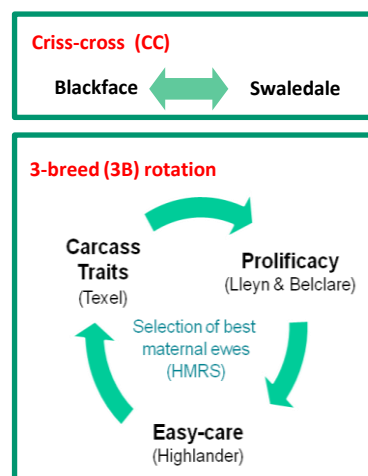 Criss-cross (CC)
Blackface Swaledale
3-breed (3B) rotation
Carcass
Traits
(Texel)
Prolificacy
(Lleyn & Belclare)
Selection of best
maternal ewes
(HMRS)
Easy-care
(Highlander)